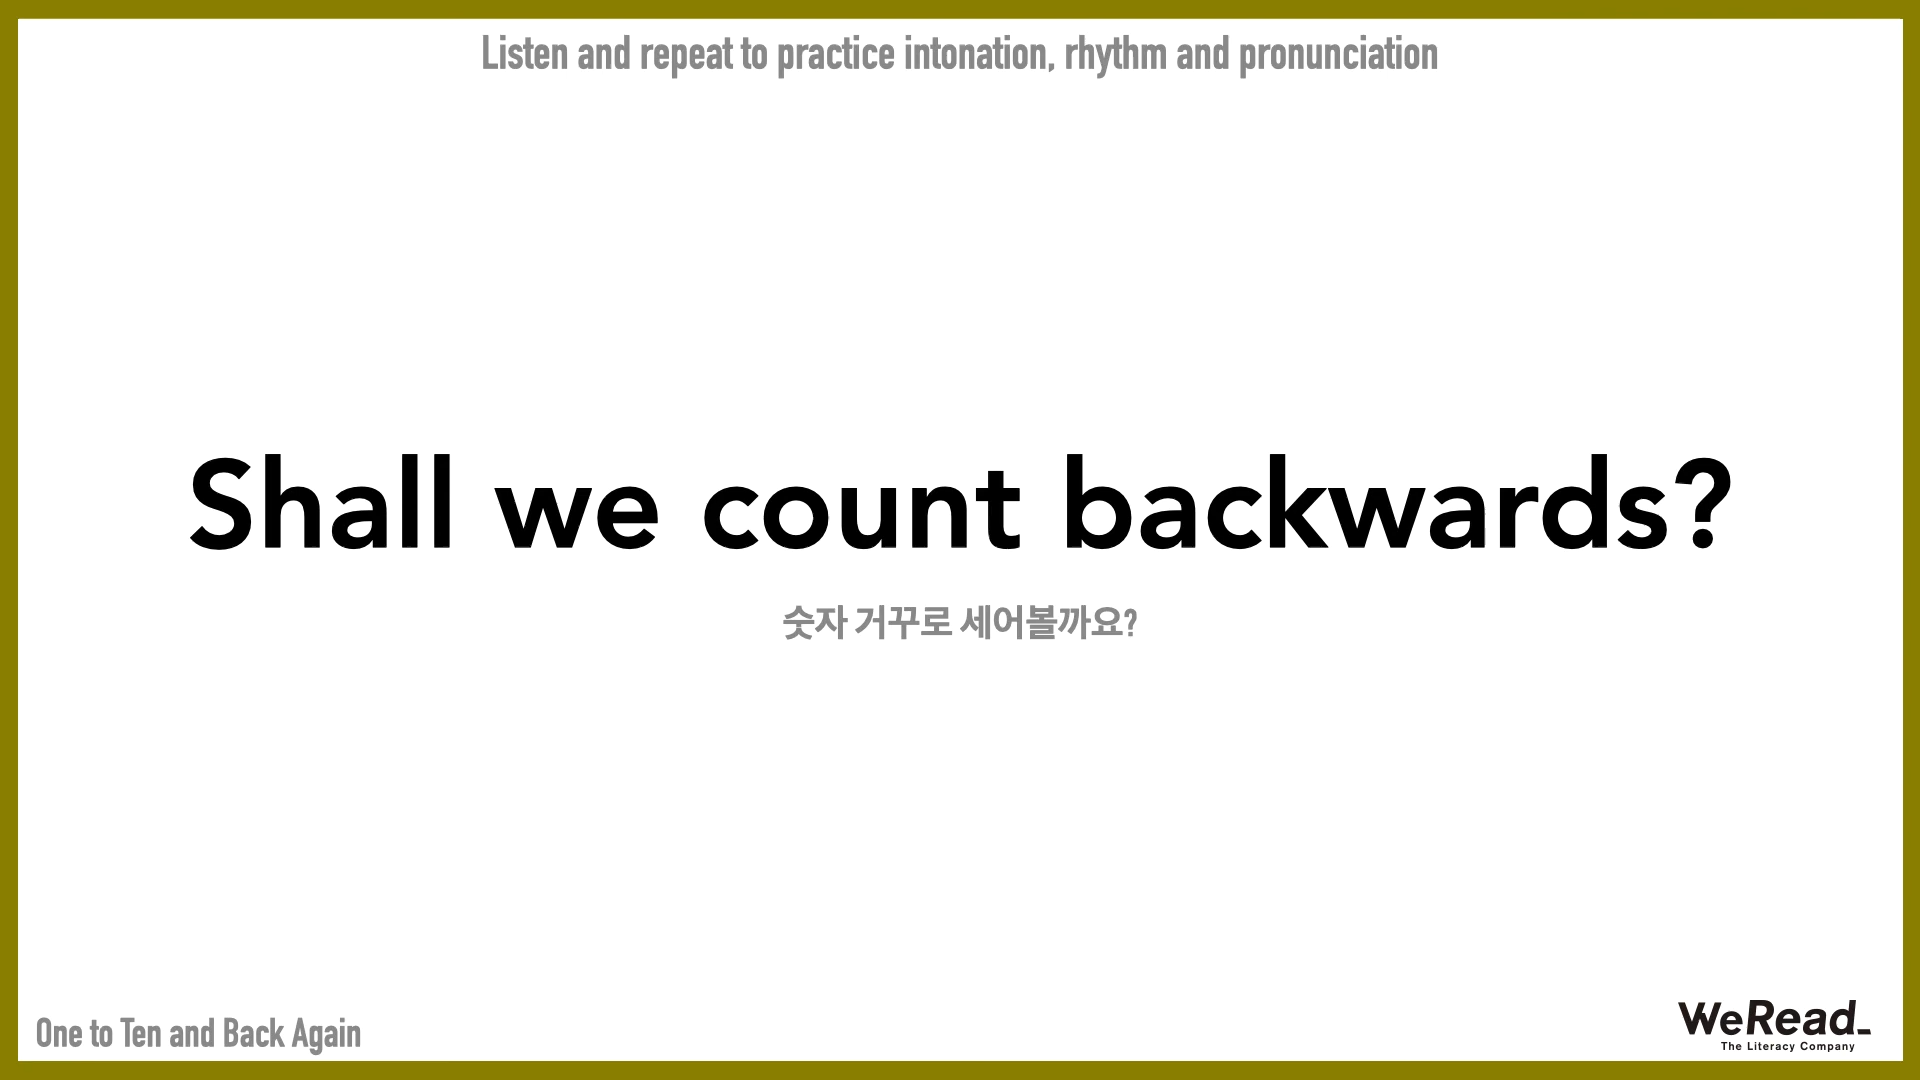 Listen and repeat to practice intonation, rhythm and pronunciation
Shall we count backwards?
숫자 거꾸로 세어볼까요?
One to Ten and Back Again
WeRead_
The Literacy Company